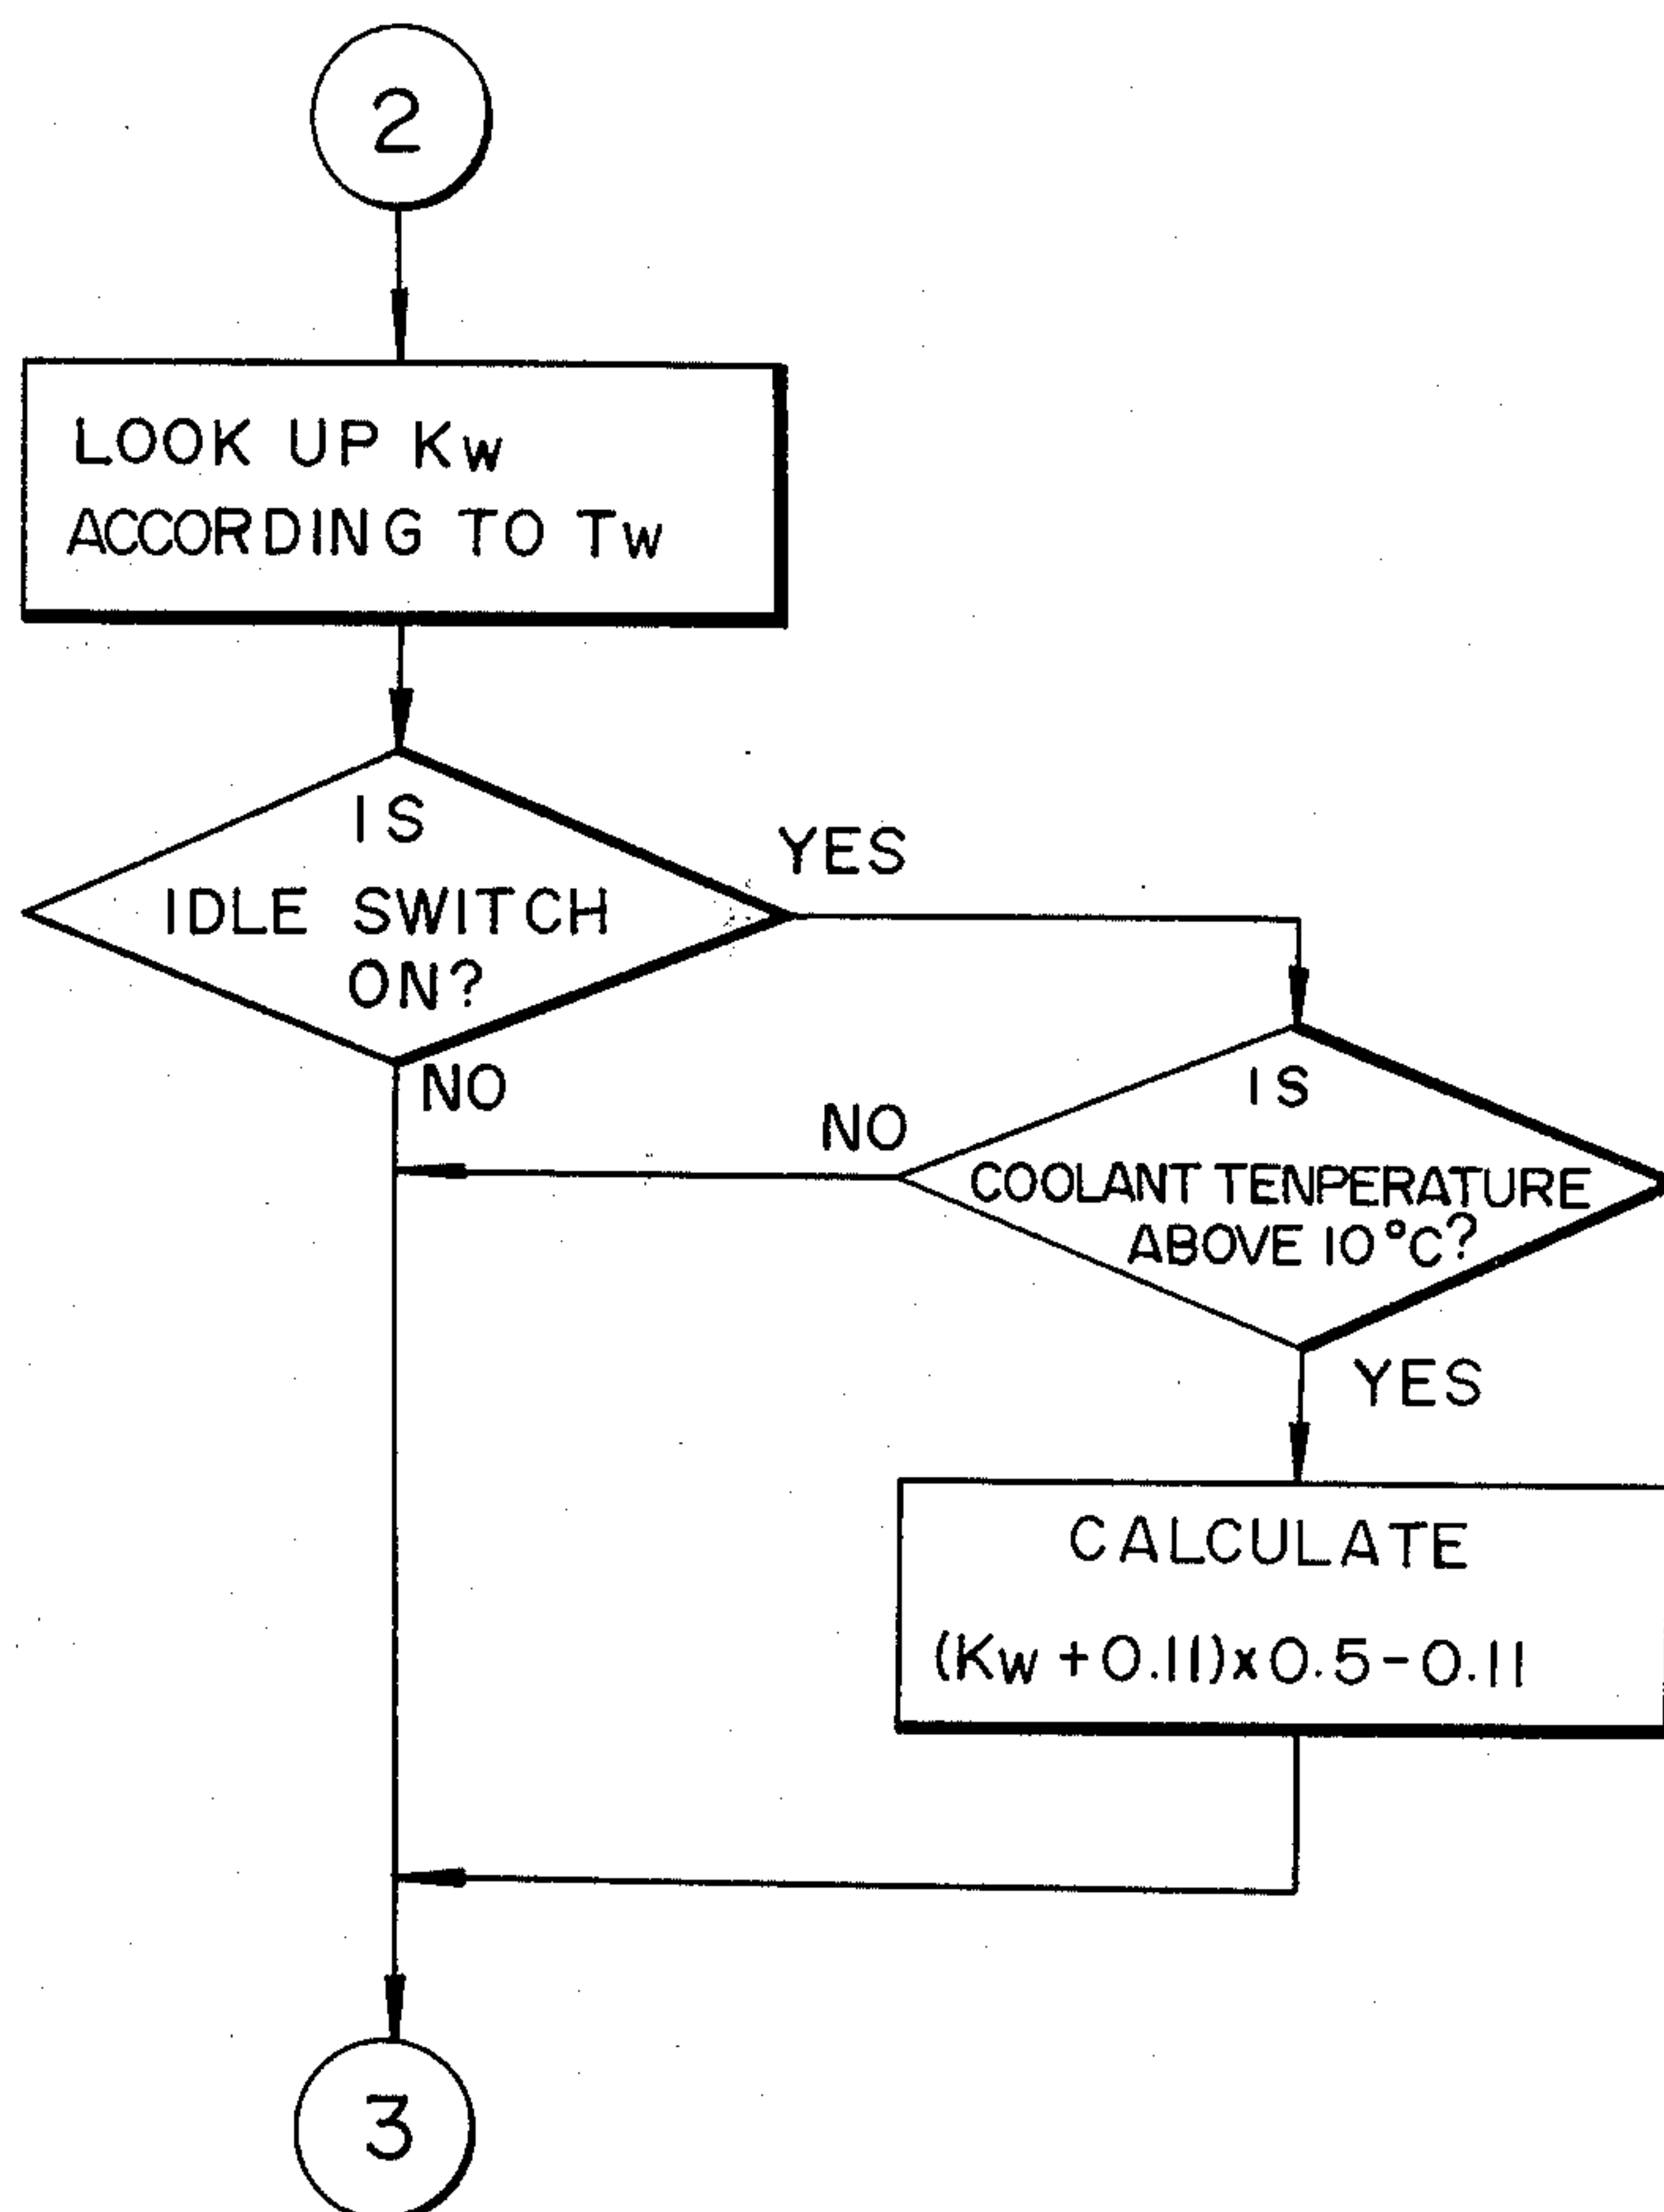 2
LOOK UP Kw
ACCORDING TO Tw
IS
IDLE SWITCH
ON?
YES
NO
IS
COOLANT TENPERATURE
ABOVE 10°C?
NO
YES
CALCULATE
(Kw + 0.11)x0.5-0.11
3